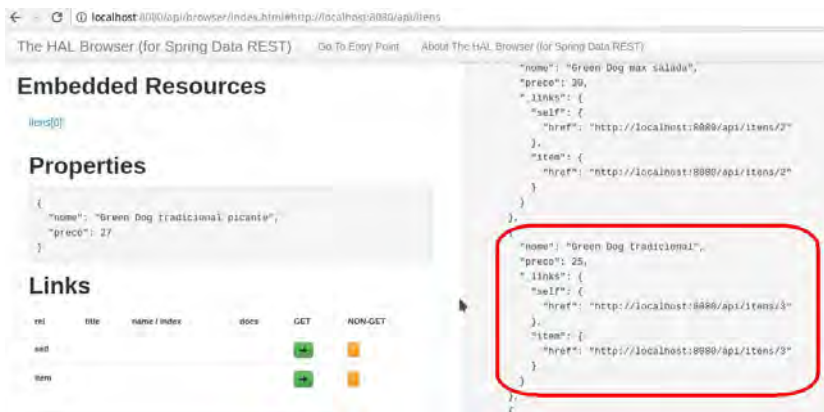 localhost:8080/api/browser/index.html#http://localhost:8080/api/itens
The HAL Browser (for Spring Data REST) Go To Entry Point About The HAL Browser (for Spring Data REST)
Embedded Resources
itens[0]
Properties
{
"nome": "Green Dog tradicional picante",
"preco": 27
}
Links
rel title name / index docs GET NON-GET
self
item
"nome": "Green Dog max salada",
"preco": 30,
"_links": {
"self": {
"href": "http://localhost:8080/api/itens/2"
},
"item": {
"href": "http://localhost:8080/api/itens/2"
}
}
},
{
"nome": "Green Dog tradicional",
"preco": 25,
"_links": {
"self": {
"href": "http://localhost:8080/api/itens/3"
},
"item": {
"href": "http://localhost:8080/api/itens/3"
}
}
},
{